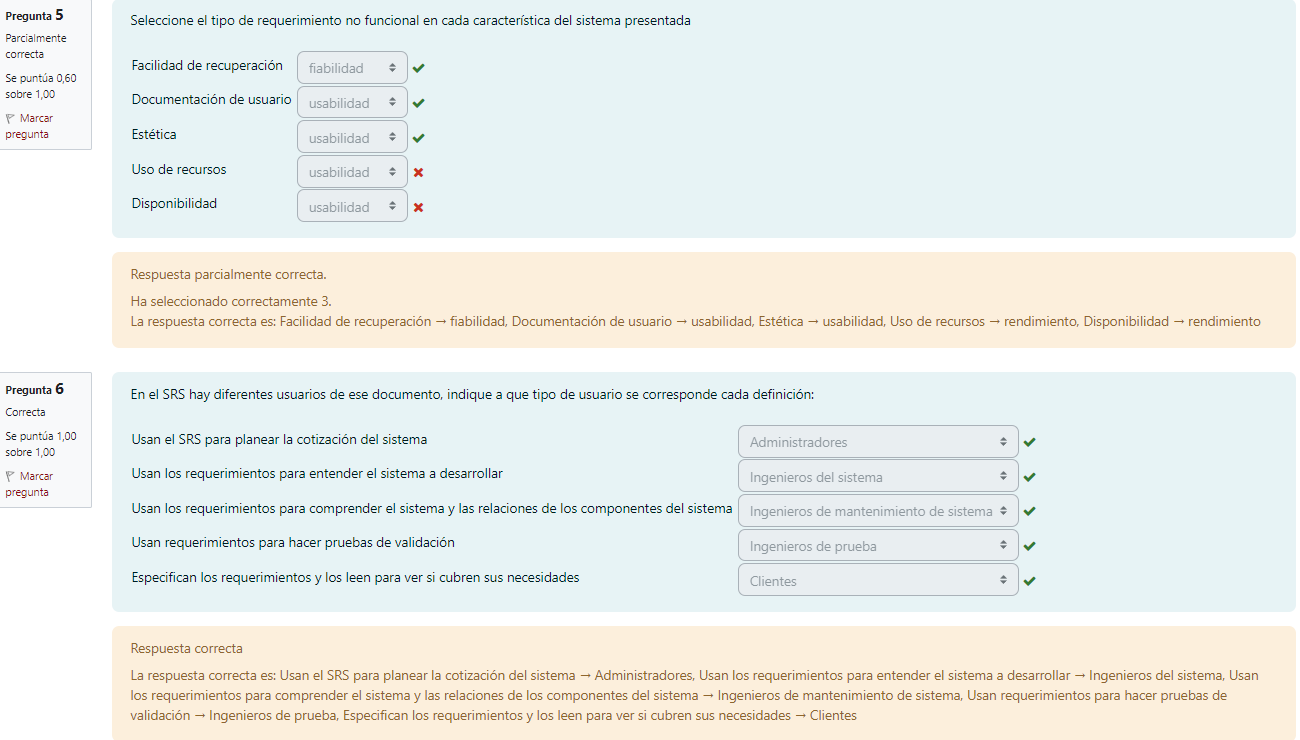 Pregunta 5
Parcialmente
correcta
Se puntúa 0,60
sobre 1,00
Marcar
pregunta
Seleccione el tipo de requerimiento no funcional en cada característica del sistema presentada
Facilidad de recuperación fiabilidad
Documentación de usuario usabilidad
Estética usabilidad
Uso de recursos usabilidad
Disponibilidad usabilidad
Respuesta parcialmente correcta.
Ha seleccionado correctamente 3.
La respuesta correcta es: Facilidad de recuperación → fiabilidad, Documentación de usuario → usabilidad, Estética → usabilidad, Uso de recursos → rendimiento, Disponibilidad → rendimiento
Pregunta 6
Correcta
Se puntúa 1,00
sobre 1,00
Marcar
pregunta
En el SRS hay diferentes usuarios de ese documento, indique a que tipo de usuario se corresponde cada definición:
Usan el SRS para planear la cotización del sistema Administradores
Usan los requerimientos para entender el sistema a desarrollar Ingenieros del sistema
Usan los requerimientos para comprender el sistema y las relaciones de los componentes del sistema Ingenieros de mantenimiento de sistema
Usan requerimientos para hacer pruebas de validación Ingenieros de prueba
Especifican los requerimientos y los leen para ver si cubren sus necesidades Clientes
Respuesta correcta
La respuesta correcta es: Usan el SRS para planear la cotización del sistema → Administradores, Usan los requerimientos para entender el sistema a desarrollar → Ingenieros del sistema, Usan
los requerimientos para comprender el sistema y las relaciones de los componentes del sistema → Ingenieros de mantenimiento de sistema, Usan requerimientos para hacer pruebas de
validación → Ingenieros de prueba, Especifican los requerimientos y los leen para ver si cubren sus necesidades → Clientes